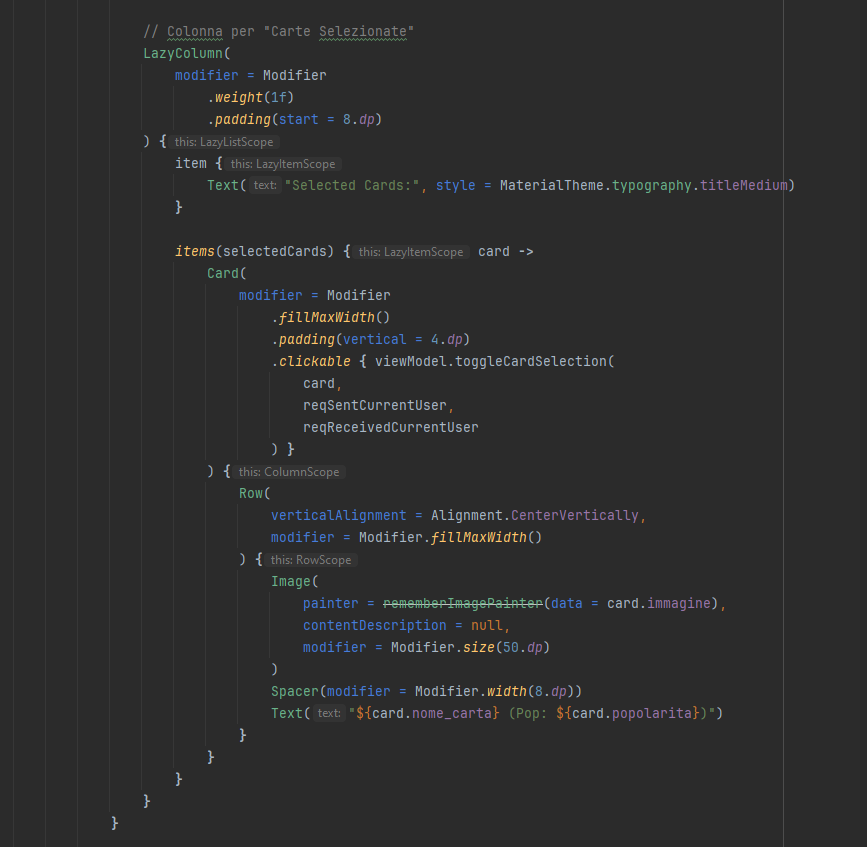 // Colonna per "Carte Selezionate"
LazyColumn(
modifier = Modifier
.weight(1f)
.padding(start = 8.dp)
) { this: LazyListScope
item { this: LazyItemScope
Text( text: "Selected Cards:", style = MaterialTheme.typography.titleMedium)
}
items(selectedCards) { this: LazyItemScope card ->
Card(
modifier = Modifier
.fillMaxWidth()
.padding(vertical = 4.dp)
.clickable { viewModel.toggleCardSelection(
card,
reqSentCurrentUser,
reqReceivedCurrentUser
) }
) { this: ColumnScope
Row(
verticalAlignment = Alignment.CenterVertically,
modifier = Modifier.fillMaxWidth()
) { this: RowScope
Image(
painter = rememberImagePainter(data = card.immagine),
contentDescription = null,
modifier = Modifier.size(50.dp)
)
Spacer(modifier = Modifier.width(8.dp))
Text( text: "${card.nome_carta} (Pop: ${card.popolarita})")
}
}
}
}
}